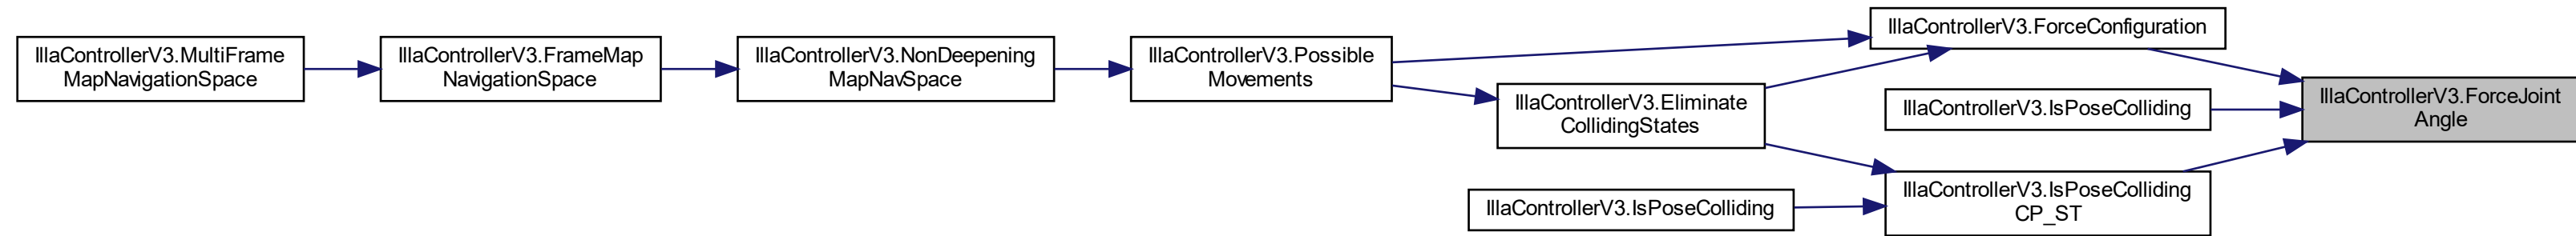 IllaControllerV3.MultiFrame
MapNavigationSpace
IllaControllerV3.FrameMap
NavigationSpace
IllaControllerV3.NonDeepening
MapNavSpace
IllaControllerV3.Possible
Movements
IllaControllerV3.ForceConfiguration
IllaControllerV3.Eliminate
CollidingStates
IllaControllerV3.IsPoseColliding
IllaControllerV3.IsPoseColliding
IllaControllerV3.IsPoseColliding
CP_ST
IllaControllerV3.ForceJoint
Angle